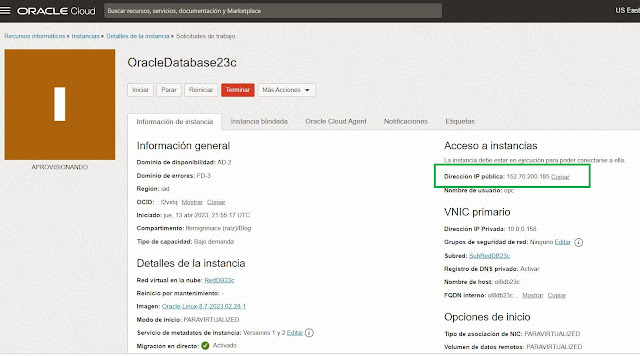 ORACLE Cloud
Buscar recursos, servicios, documentación y Marketplace
US East
Recursos informáticos » Instancias » Detalles de la instancia » Solicitudes de trabajo
I
APROVISIONANDO
OracleDatabase23c
Iniciar Parar Reiniciar Terminar Más Acciones
Información de instancia Instancia blindada Oracle Cloud Agent Notificaciones Etiquetas
Información general
Dominio de disponibilidad: AD-2
Dominio de errores: FD-3
Región: iad
OCID: ...f2vxtq Mostrar Copiar
Iniciado: jue, 13 abr 2023, 21:55:17 UTC
Compartimento: lfemigniniace (raíz)/Blog
Tipo de capacidad: Bajo demanda
Detalles de la instancia
Red virtual en la nube: RedDB23c
Reinicio por mantenimiento: -
Imagen: Oracle Linux 8.7-2023.02.28-1
Modo de inicio: PARAVIRTUALIZED
Servicio de metadatos de instancia: Versiones 1 y 2 Editar
Migración en directo: Activado
Acceso a instancias
La instancia debe estar en ejecución para poder conectarse a ella.
Dirección IP pública: 152.70.200.185 Copiar
Nombre de usuario: opc
VNIC primario
Dirección IP Privada: 10.0.0.158
Grupos de seguridad de red: Ninguno Editar
Subred: SubRedDB23c
Registro de DNS privado: Activar
Nombre de host: ol8db23c
FQDN interno: ol8db23c... Mostrar Copiar
Opciones de inicio
Tipo de asociación de NIC: PARAVIRTUALIZED
Volumen de datos remotos: PARAVIRTUALIZED